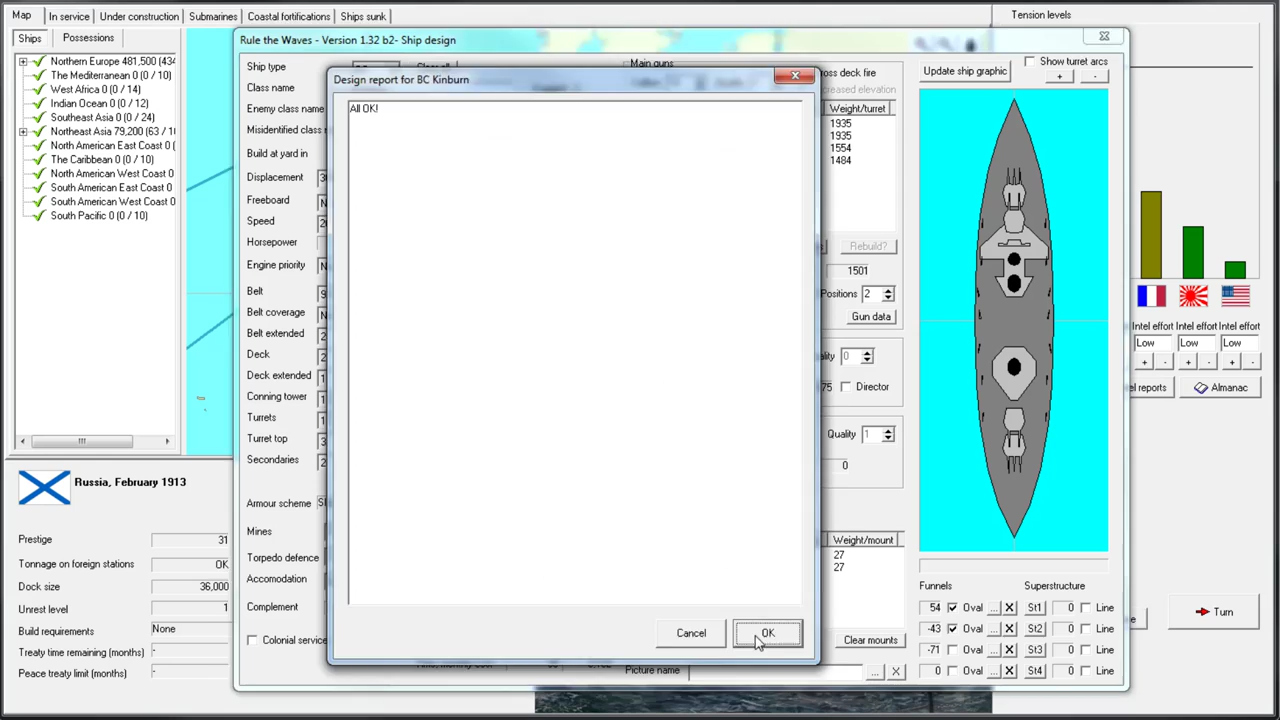 Map
In service
Under construction
Submarines
Coastal fortifications
Ships sunk
Tension levels
Ships
Possessions
Northern Europe 481,500 (434
The Mediterranean 0 (0 / 10)
West Africa 0 (0 / 14)
Indian Ocean 0 (0 / 12)
Southeast Asia 0 (0 / 24)
Northeast Asia 79,200 (63 / 10
North American East Coast 0 (
The Caribbean 0 (0 / 10)
North American West Coast 0
South American East Coast 0
South American West Coast 0
South Pacific 0 (0 / 10)
Rule the Waves - Version 1.32 b2- Ship design
Ship type
Class name
Enemy class name
Misidentified class
Build at yard in
Displacement
Freeboard
Speed
Horsepower
Engine priority
Belt
Belt coverage
Belt extended
Deck
Deck extended
Conning tower
Turrets
Turret top
Secondaries
Armour scheme
Mines
Torpedo defence
Accomodation
Complement
Colonial service
Main guns
Design report for BC Kinburn
All OK!
Cancel
OK
oss deck fire
creased elevation
Weight/turret
1935
1935
1554
1484
Rebuild?
1501
Positions 2
Gun data
ality 0
75 Director
Quality 1
0
Weight/mount
27
27
Clear mounts
Picture name
...
X
Update ship graphic
Show turret arcs
+ -
Funnels
Superstructure
54 Oval ... X St1 0 Line
-43 Oval ... X St2 0 Line
-71 Oval ... X St3 0 Line
0 Oval ... X St4 0 Line
Intel effort Intel effort Intel effort
Low Low Low
+ - + - + -
el reports
Almanac
Turn
Russia, February 1913
Prestige 31
Tonnage on foreign stations OK
Dock size 36,000
Unrest level 1
Build requirements None
Treaty time remaining (months) -
Peace treaty limit (months) -